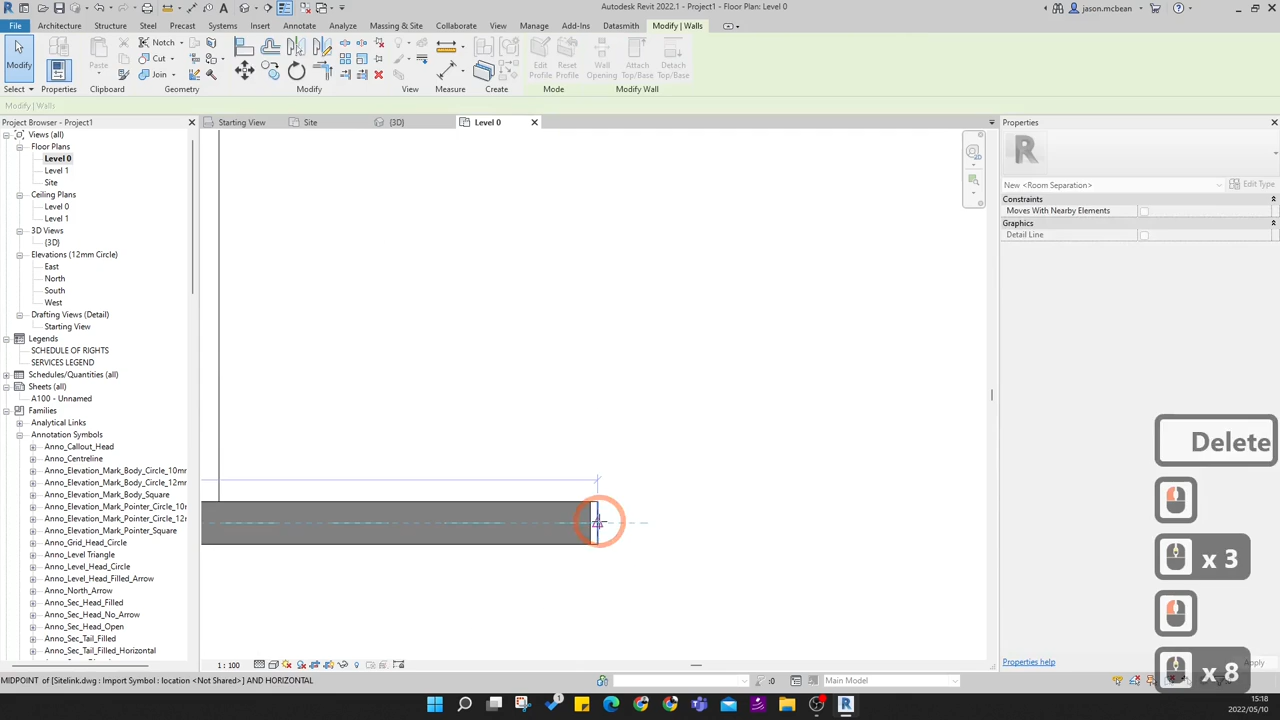 Autodesk Revit 2022.1 - Project1 - Floor Plan: Level 0
jason.mcbean
File Architecture Structure Steel Precast Systems Insert Annotate Analyze Massing & Site Collaborate View Manage Add-Ins Datasmith Modify | Walls
Modify
Paste
Notch
Cut
Join
Edit Profile
Reset Profile
Wall Opening
Attach Top/Base
Detach Top/Base
Select Properties Clipboard Geometry Modify View Measure Create Mode Modify Wall
Modify | Walls
Project Browser - Project1
Starting View Site {3D} Level 0
Properties
Views (all)
Floor Plans
Level 0
Level 1
Site
Ceiling Plans
Level 0
Level 1
3D Views
{3D}
Elevations (12mm Circle)
East
North
South
West
Drafting Views (Detail)
Starting View
Legends
SCHEDULE OF RIGHTS
SERVICES LEGEND
Schedules/Quantities (all)
Sheets (all)
A100 - Unnamed
Families
Analytical Links
Annotation Symbols
Anno_Callout_Head
Anno_Centreline
Anno_Elevation_Mark_Body_Circle_10mm
Anno_Elevation_Mark_Body_Circle_12mm
Anno_Elevation_Mark_Body_Square
Anno_Elevation_Mark_Pointer_Circle_10m
Anno_Elevation_Mark_Pointer_Circle_12m
Anno_Elevation_Mark_Pointer_Square
Anno_Grid_Head_Circle
Anno_Level Triangle
Anno_Level_Head_Circle
Anno_Level_Head_Filled_Arrow
Anno_North_Arrow
Anno_Sec_Head_Filled
Anno_Sec_Head_No_Arrow
Anno_Sec_Head_Open
Anno_Sec_Tail_Filled
Anno_Sec_Tail_Filled_Horizontal
R
New <Room Separation>
Edit Type
Constraints
Moves With Nearby Elements
Graphics
Detail Line
Properties help
Apply
Delete
x 3
x 8
1 : 100
MIDPOINT of [Sitelink.dwg : Import Symbol : location <Not Shared>] AND HORIZONTAL
:0
Main Model
15:18
2022/05/10